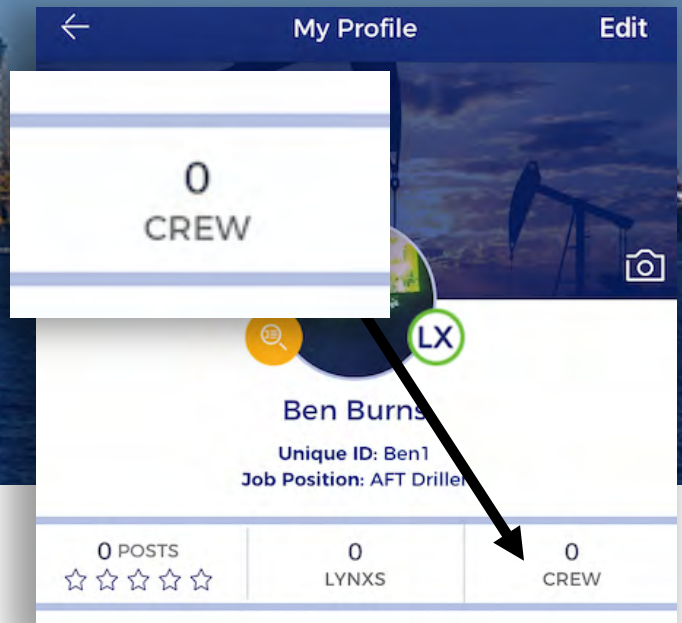 My Profile
Edit
0
CREW
LX
Ben Burns
Unique ID: Ben1
Job Position: AFT Driller
0 POSTS
0
LYNXS
0
CREW